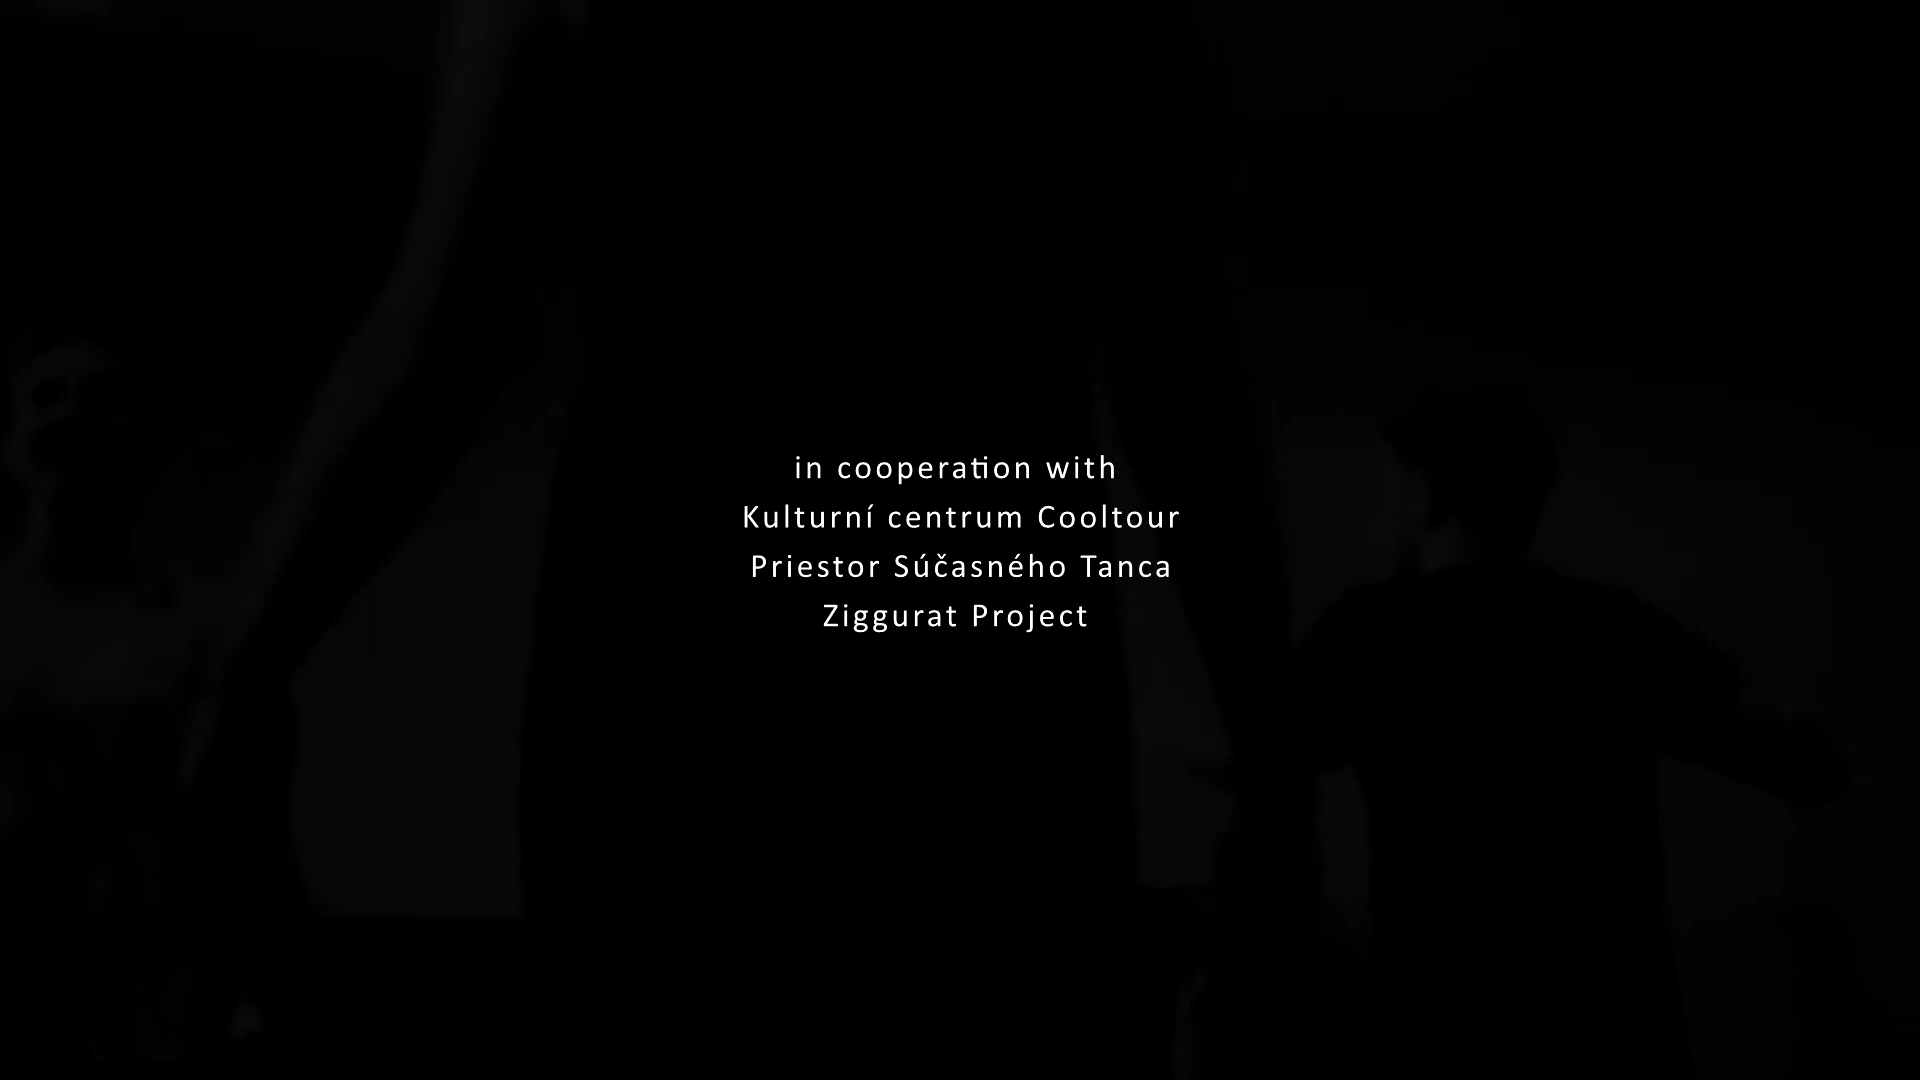 in cooperation with
Kulturní centrum Cooltour
Priestor Súčasného Tanca
Ziggurat Project